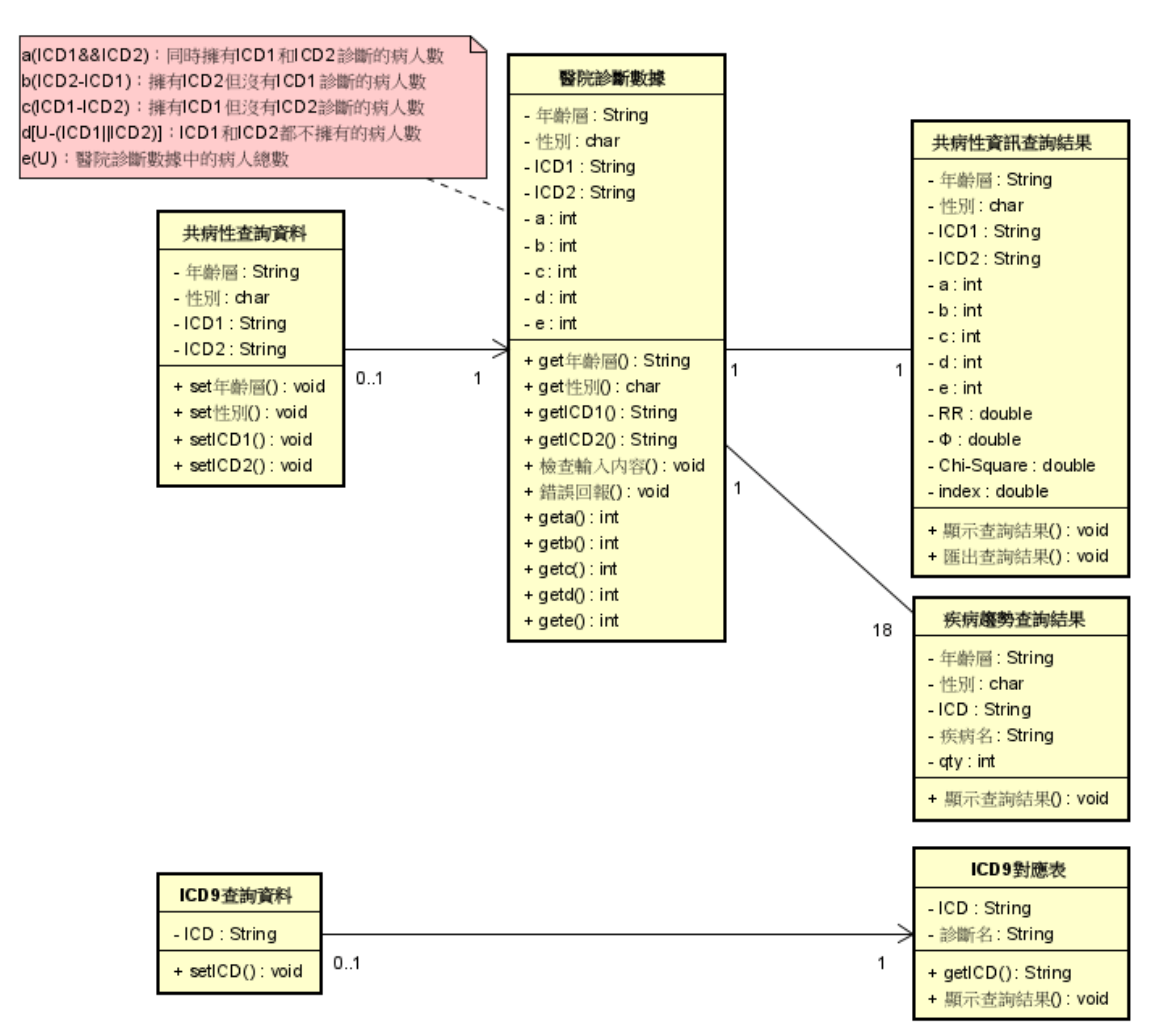 a(ICD1&&ICD2)：同時擁有ICD1和ICD2診斷的病人數
b(ICD2-ICD1)：擁有ICD2但沒有ICD1診斷的病人數
c(ICD1-ICD2)：擁有ICD1但沒有ICD2診斷的病人數
d[U-(ICD1||ICD2)]：ICD1和ICD2都不擁有的病人數
e(U)：醫院診斷數據中的病人總數
共病性查詢資料
- 年齡層 : String
- 性別 : char
- ICD1 : String
- ICD2 : String
+ set年齡層() : void
+ set性別() : void
+ setICD1() : void
+ setICD2() : void
0..1
1
醫院診斷數據
- 年齡層 : String
- 性別 : char
- ICD1 : String
- ICD2 : String
- a : int
- b : int
- c : int
- d : int
- e : int
+ get年齡層() : String
+ get性別() : char
+ getICD1() : String
+ getICD2() : String
+ 檢查輸入內容() : void
+ 錯誤回報() : void
+ geta() : int
+ getb() : int
+ getc() : int
+ getd() : int
+ gete() : int
1
1
1
18
共病性資訊查詢結果
- 年齡層 : String
- 性別 : char
- ICD1 : String
- ICD2 : String
- a : int
- b : int
- c : int
- d : int
- e : int
- RR : double
- Φ : double
- Chi-Square : double
- index : double
+ 顯示查詢結果() : void
+ 匯出查詢結果() : void
疾病趨勢查詢結果
- 年齡層 : String
- 性別 : char
- ICD : String
- 疾病名 : String
- qty : int
+ 顯示查詢結果() : void
ICD9查詢資料
- ICD : String
+ setICD() : void
0..1
1
ICD9對應表
- ICD : String
- 診斷名 : String
+ getICD() : String
+ 顯示查詢結果() : void